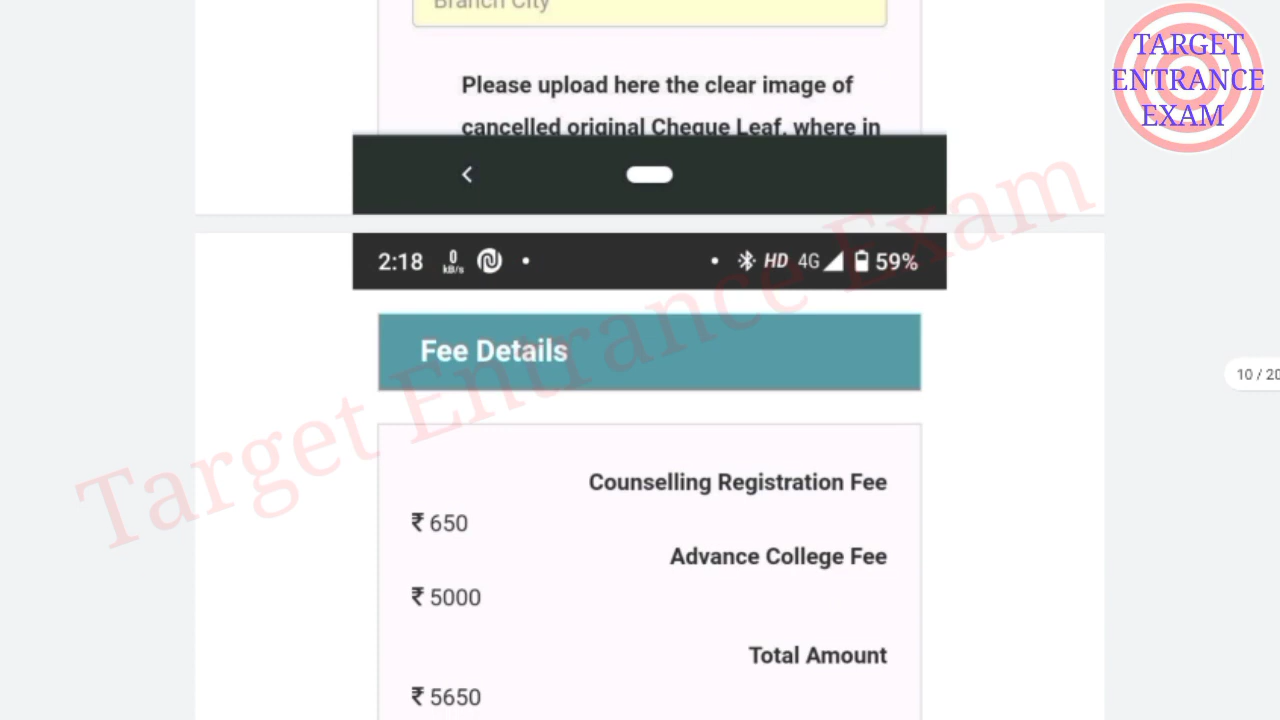 Branch City
TARGET
ENTRANCE
EXAM
Please upload here the clear image of
cancelled original Cheque Leaf, where in
2:18 0 kB/s HD 4G 59%
Fee Details
10 / 20
Counselling Registration Fee
₹ 650
Advance College Fee
₹ 5000
Total Amount
₹ 5650
Target Entrance Exam